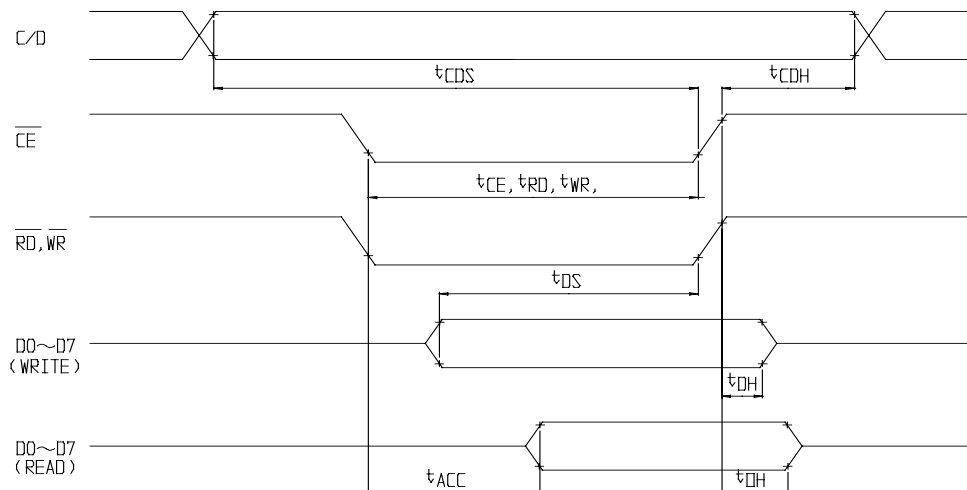 C/D
tCDS
tCDH
CE
tCE, tRD, tWR,
RD, WR
tDS
D0～D7
(WRITE)
tDH
D0～D7
(READ)
tACC
tOH